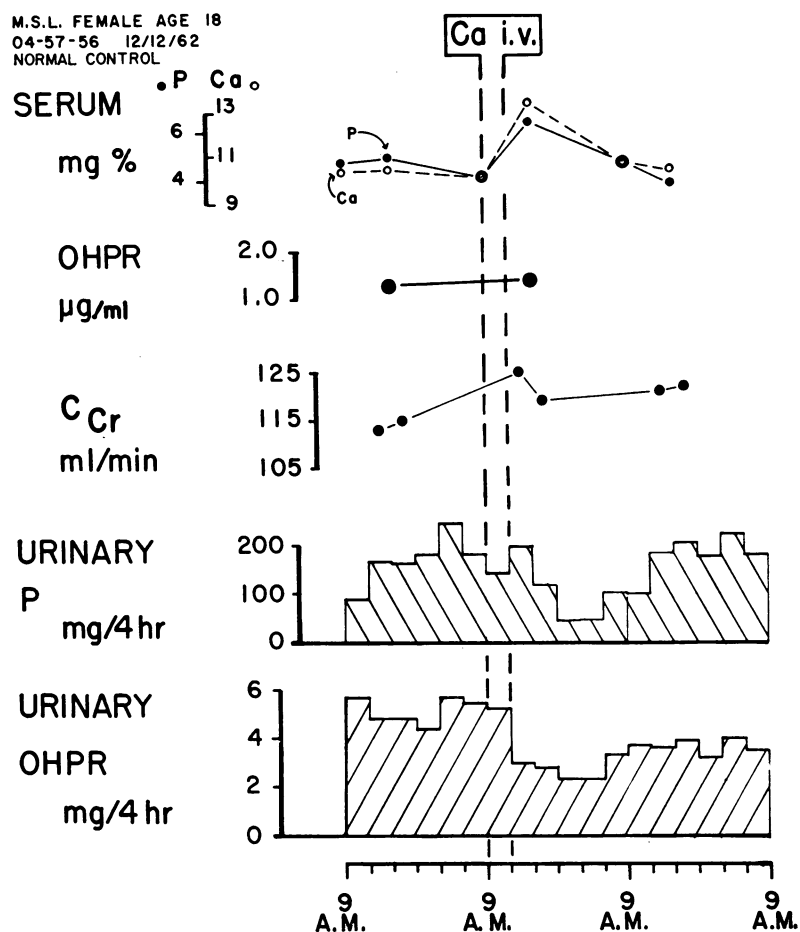 M.S.L. FEMALE AGE 18
04-57-56 12/12/62
NORMAL CONTROL
Ca i.v.
P Ca
SERUM
mg %
6
4
13
11
9
P
Ca
OHPR
µg/ml
2.0
1.0
C Cr
ml/min
125
115
105
URINARY
P
mg/4 hr
200
100
0
URINARY
OHPR
mg/4 hr
6
4
2
0
9 9 9 9
A.M. A.M. A.M. A.M.